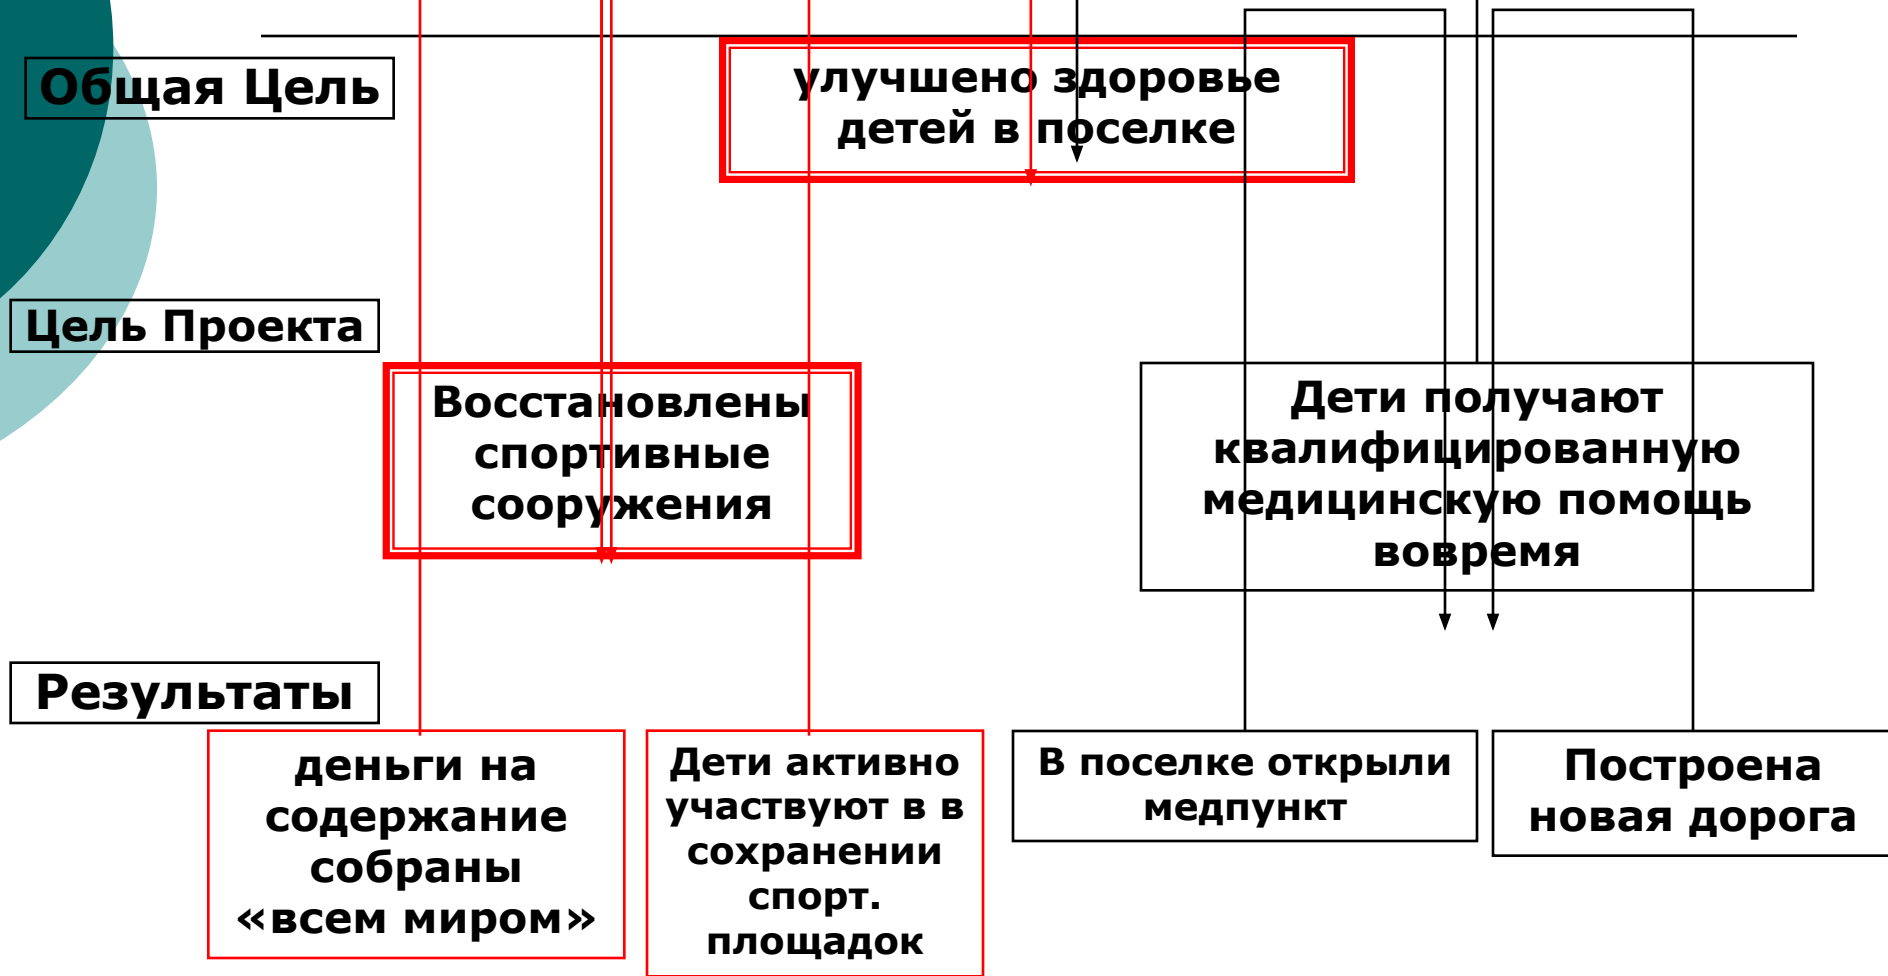 Общая Цель
улучшено здоровье
детей в поселке
Цель Проекта
Восстановлены
спортивные
сооружения
Дети получают
квалифицированную
медицинскую помощь
вовремя
Результаты
деньги на
содержание
собраны
«всем миром»
Дети активно
участвуют в в
сохранении
спорт.
площадок
В поселке открыли
медпункт
Построена
новая дорога